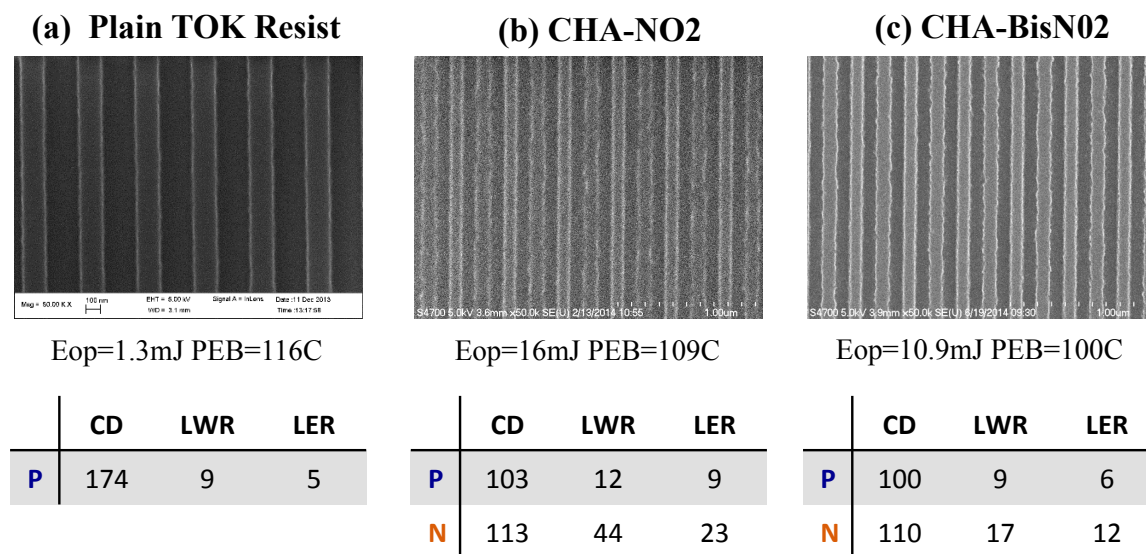 (a) Plain TOK Resist
(b) CHA-NO2
(c) CHA-BisN02
Mag = 50.00 K X
100 nm
EHT = 5.00 kV
WD = 3.1 mm
Signal A = InLens
Date :11 Dec 2013
Time :13:17:58
S4700 5.0kV 3.6mm x50.0k SE(U) 2/13/2014 10:55 1.00um
S4700 5.0kV 3.9mm x50.0k SE(U) 6/19/2014 09:30 1.00um
Eop=1.3mJ PEB=116C
Eop=16mJ PEB=109C
Eop=10.9mJ PEB=100C
CD LWR LER
P 174 9 5
CD LWR LER
P 103 12 9
N 113 44 23
CD LWR LER
P 100 9 6
N 110 17 12